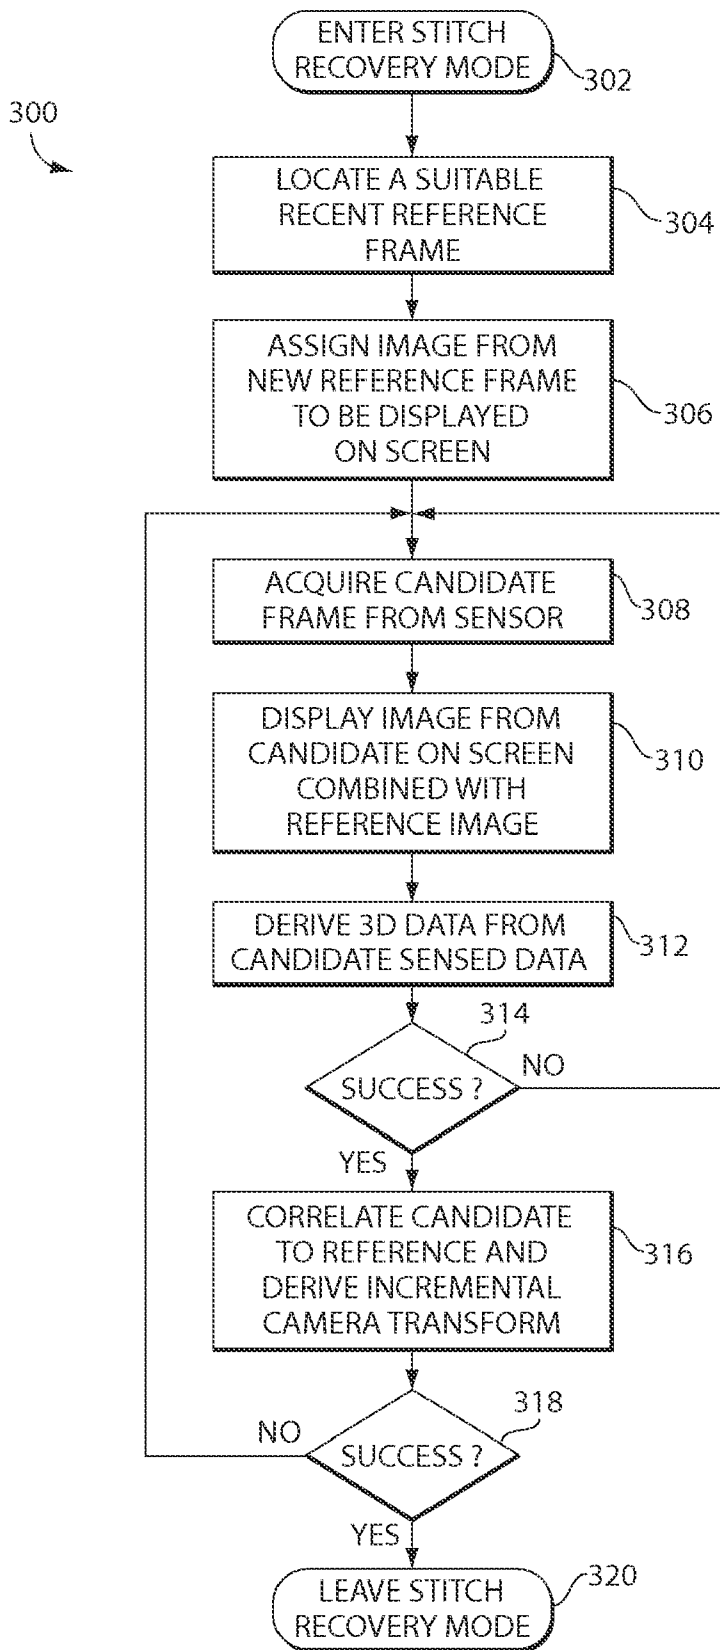 ENTER STITCH
RECOVERY MODE
302
300
LOCATE A SUITABLE
RECENT REFERENCE
FRAME
304
ASSIGN IMAGE FROM
NEW REFERENCE FRAME
TO BE DISPLAYED
ON SCREEN
306
ACQUIRE CANDIDATE
FRAME FROM SENSOR
308
DISPLAY IMAGE FROM
CANDIDATE ON SCREEN
COMBINED WITH
REFERENCE IMAGE
310
DERIVE 3D DATA FROM
CANDIDATE SENSED DATA
312
314
SUCCESS ?
NO
YES
CORRELATE CANDIDATE
TO REFERENCE AND
DERIVE INCREMENTAL
CAMERA TRANSFORM
316
318
NO
SUCCESS ?
YES
LEAVE STITCH
RECOVERY MODE
320